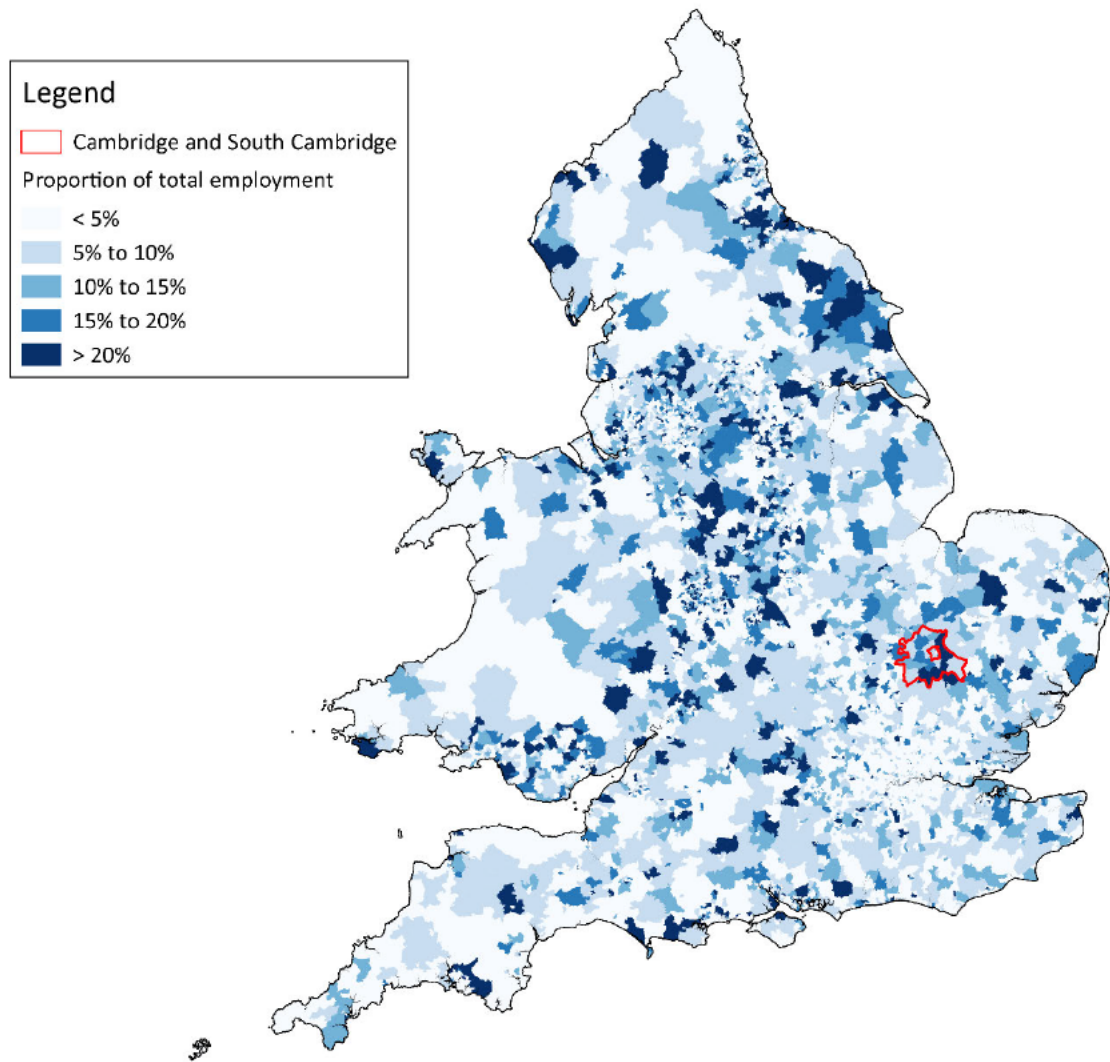 Legend
Cambridge and South Cambridge
Proportion of total employment
< 5%
5% to 10%
10% to 15%
15% to 20%
> 20%